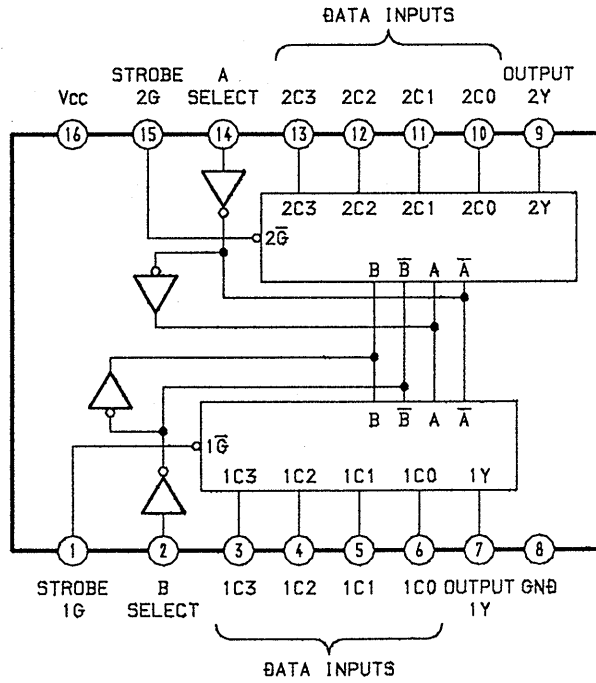 DATA INPUTS
STROBE A OUTPUT
Vcc 2G SELECT 2C3 2C2 2C1 2C0 2Y
16 15 14 13 12 11 10 9
2C3 2C2 2C1 2C0 2Y
2G̅
B B̅ A A̅
B B̅ A A̅
1G̅
1C3 1C2 1C1 1C0 1Y
1 2 3 4 5 6 7 8
STROBE B 1C3 1C2 1C1 1C0 OUTPUT GND
1G SELECT 1Y
DATA INPUTS